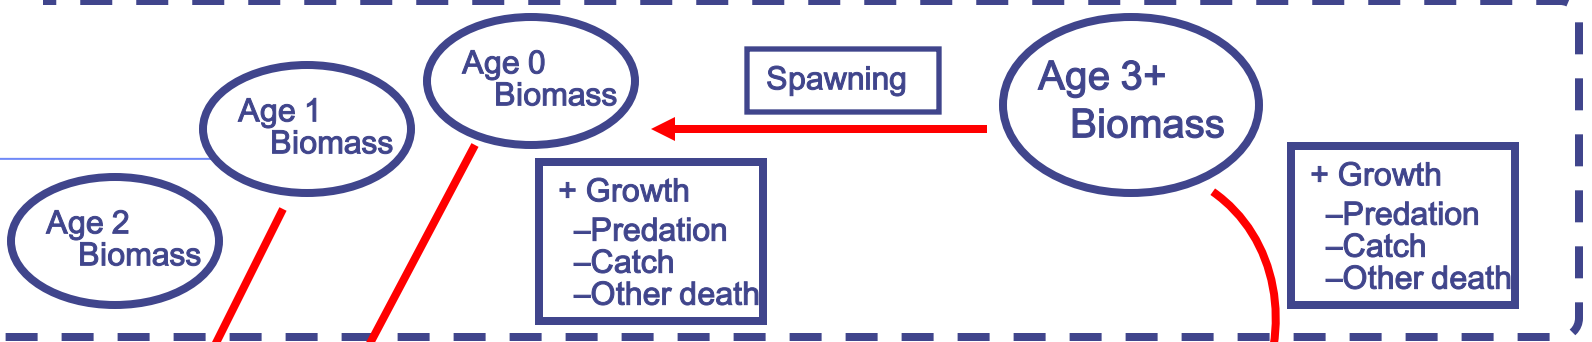 Age 0
Biomass
Spawning
Age 3+
Biomass
Age 1
Biomass
Age 2
Biomass
+ Growth
–Predation
–Catch
–Other death
+ Growth
–Predation
–Catch
–Other death